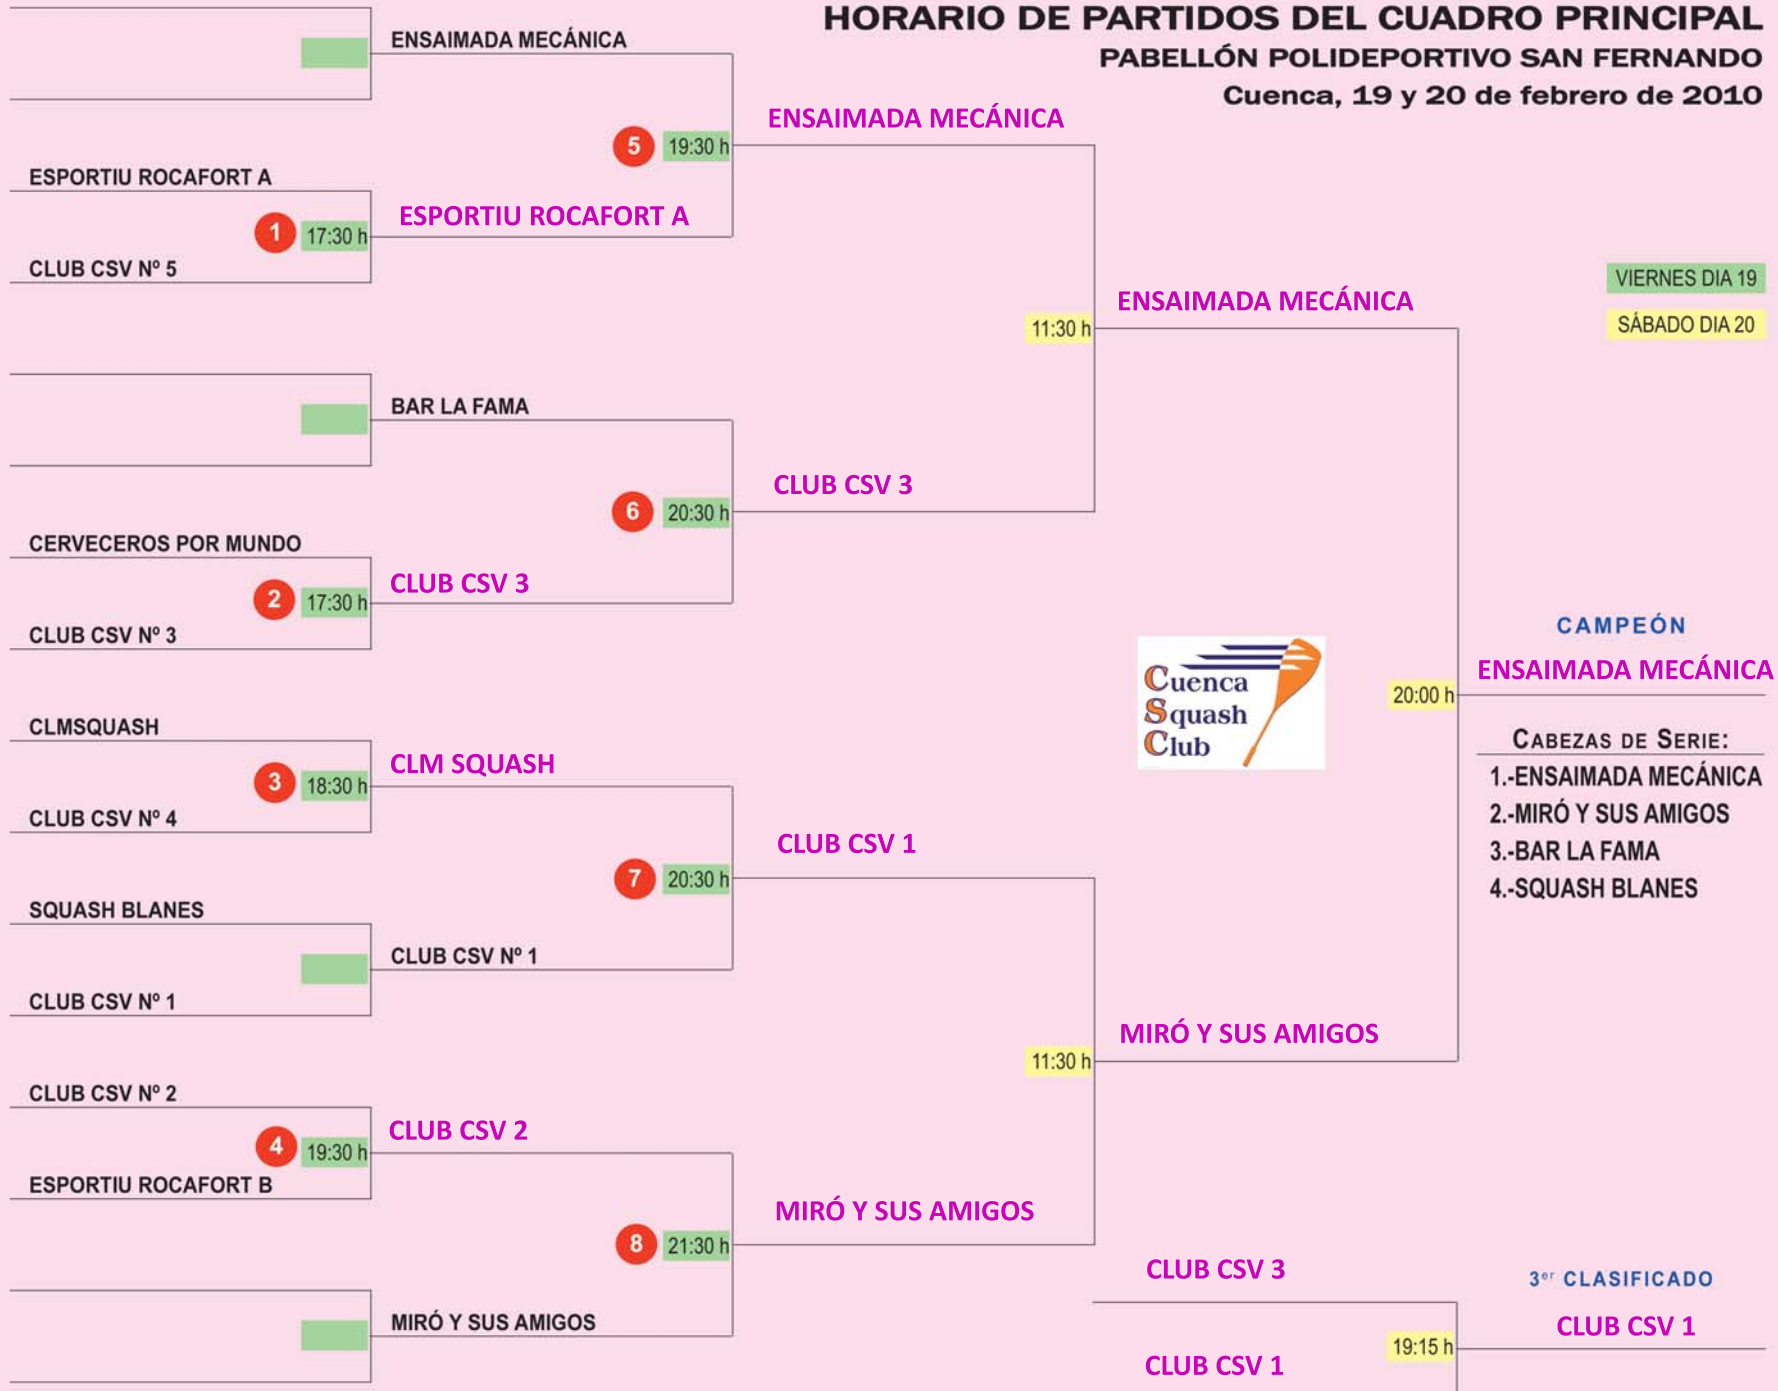 HORARIO DE PARTIDOS DEL CUADRO PRINCIPAL
PABELLÓN POLIDEPORTIVO SAN FERNANDO
Cuenca, 19 y 20 de febrero de 2010
ENSAIMADA MECÁNICA
ENSAIMADA MECÁNICA
5 19:30 h
ESPORTIU ROCAFORT A
ESPORTIU ROCAFORT A
1 17:30 h
CLUB CSV Nº 5
VIERNES DIA 19
ENSAIMADA MECÁNICA
SÁBADO DIA 20
11:30 h
BAR LA FAMA
CLUB CSV 3
6 20:30 h
CERVECEROS POR MUNDO
CLUB CSV 3
2 17:30 h
CLUB CSV Nº 3
CAMPEÓN
ENSAIMADA MECÁNICA
20:00 h
Cuenca
Squash
Club
CABEZAS DE SERIE:
1.-ENSAIMADA MECÁNICA
2.-MIRÓ Y SUS AMIGOS
3.-BAR LA FAMA
4.-SQUASH BLANES
CLMSQUASH
CLM SQUASH
3 18:30 h
CLUB CSV Nº 4
CLUB CSV 1
7 20:30 h
SQUASH BLANES
CLUB CSV Nº 1
CLUB CSV Nº 1
MIRÓ Y SUS AMIGOS
11:30 h
CLUB CSV Nº 2
CLUB CSV 2
4 19:30 h
ESPORTIU ROCAFORT B
MIRÓ Y SUS AMIGOS
8 21:30 h
MIRÓ Y SUS AMIGOS
CLUB CSV 3
3er CLASIFICADO
CLUB CSV 1
19:15 h
CLUB CSV 1